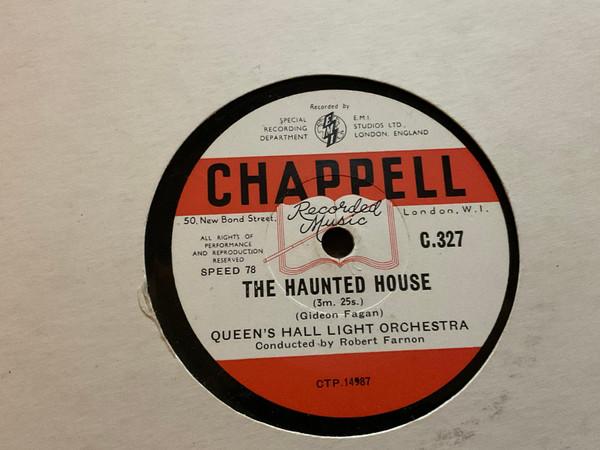 Recorded by
SPECIAL RECORDING DEPARTMENT
EMI
E.M.I. STUDIOS LTD., LONDON, ENGLAND
CHAPPELL
50, New Bond Street, London, W.1.
Recorded Music
ALL RIGHTS OF
PERFORMANCE
AND REPRODUCTION
RESERVED
SPEED 78
C.327
THE HAUNTED HOUSE
(3m. 25s.)
(Gideon Fagan)
QUEEN'S HALL LIGHT ORCHESTRA
Conducted by Robert Farnon
CTP.14987